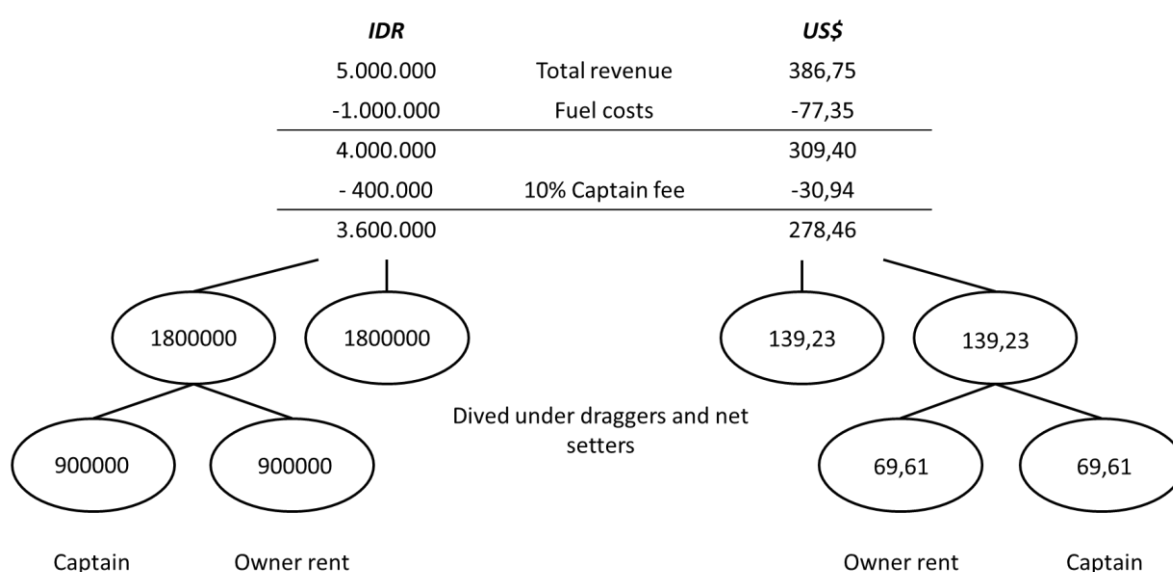 IDR US$
5.000.000 Total revenue 386,75
-1.000.000 Fuel costs -77,35
4.000.000 309,40
- 400.000 10% Captain fee -30,94
3.600.000 278,46
1800000 1800000 139,23 139,23
Dived under draggers and net
setters
900000 900000 69,61 69,61
Captain Owner rent Owner rent Captain